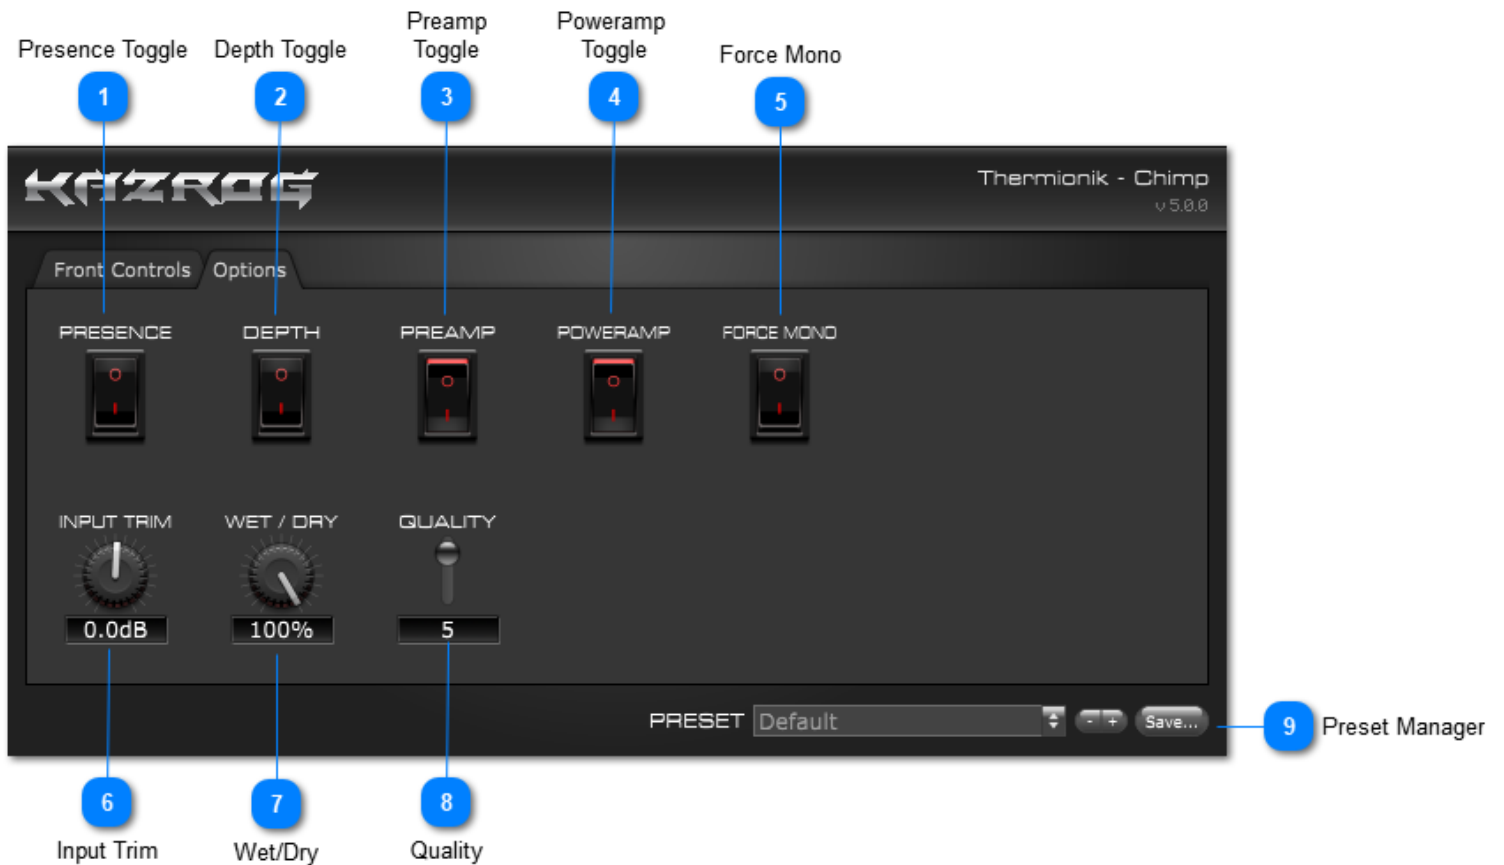 Presence Toggle
Depth Toggle
Preamp
Toggle
Poweramp
Toggle
Force Mono
1
2
3
4
5
KAZROG
Thermionik - Chimp
v 5.0.0
Front Controls
Options
PRESENCE
DEPTH
PREAMP
POWERAMP
FORCE MONO
INPUT TRIM
WET / DRY
QUALITY
0.0dB
100%
5
PRESET
Default
- +
Save...
9
Preset Manager
6
7
8
Input Trim
Wet/Dry
Quality